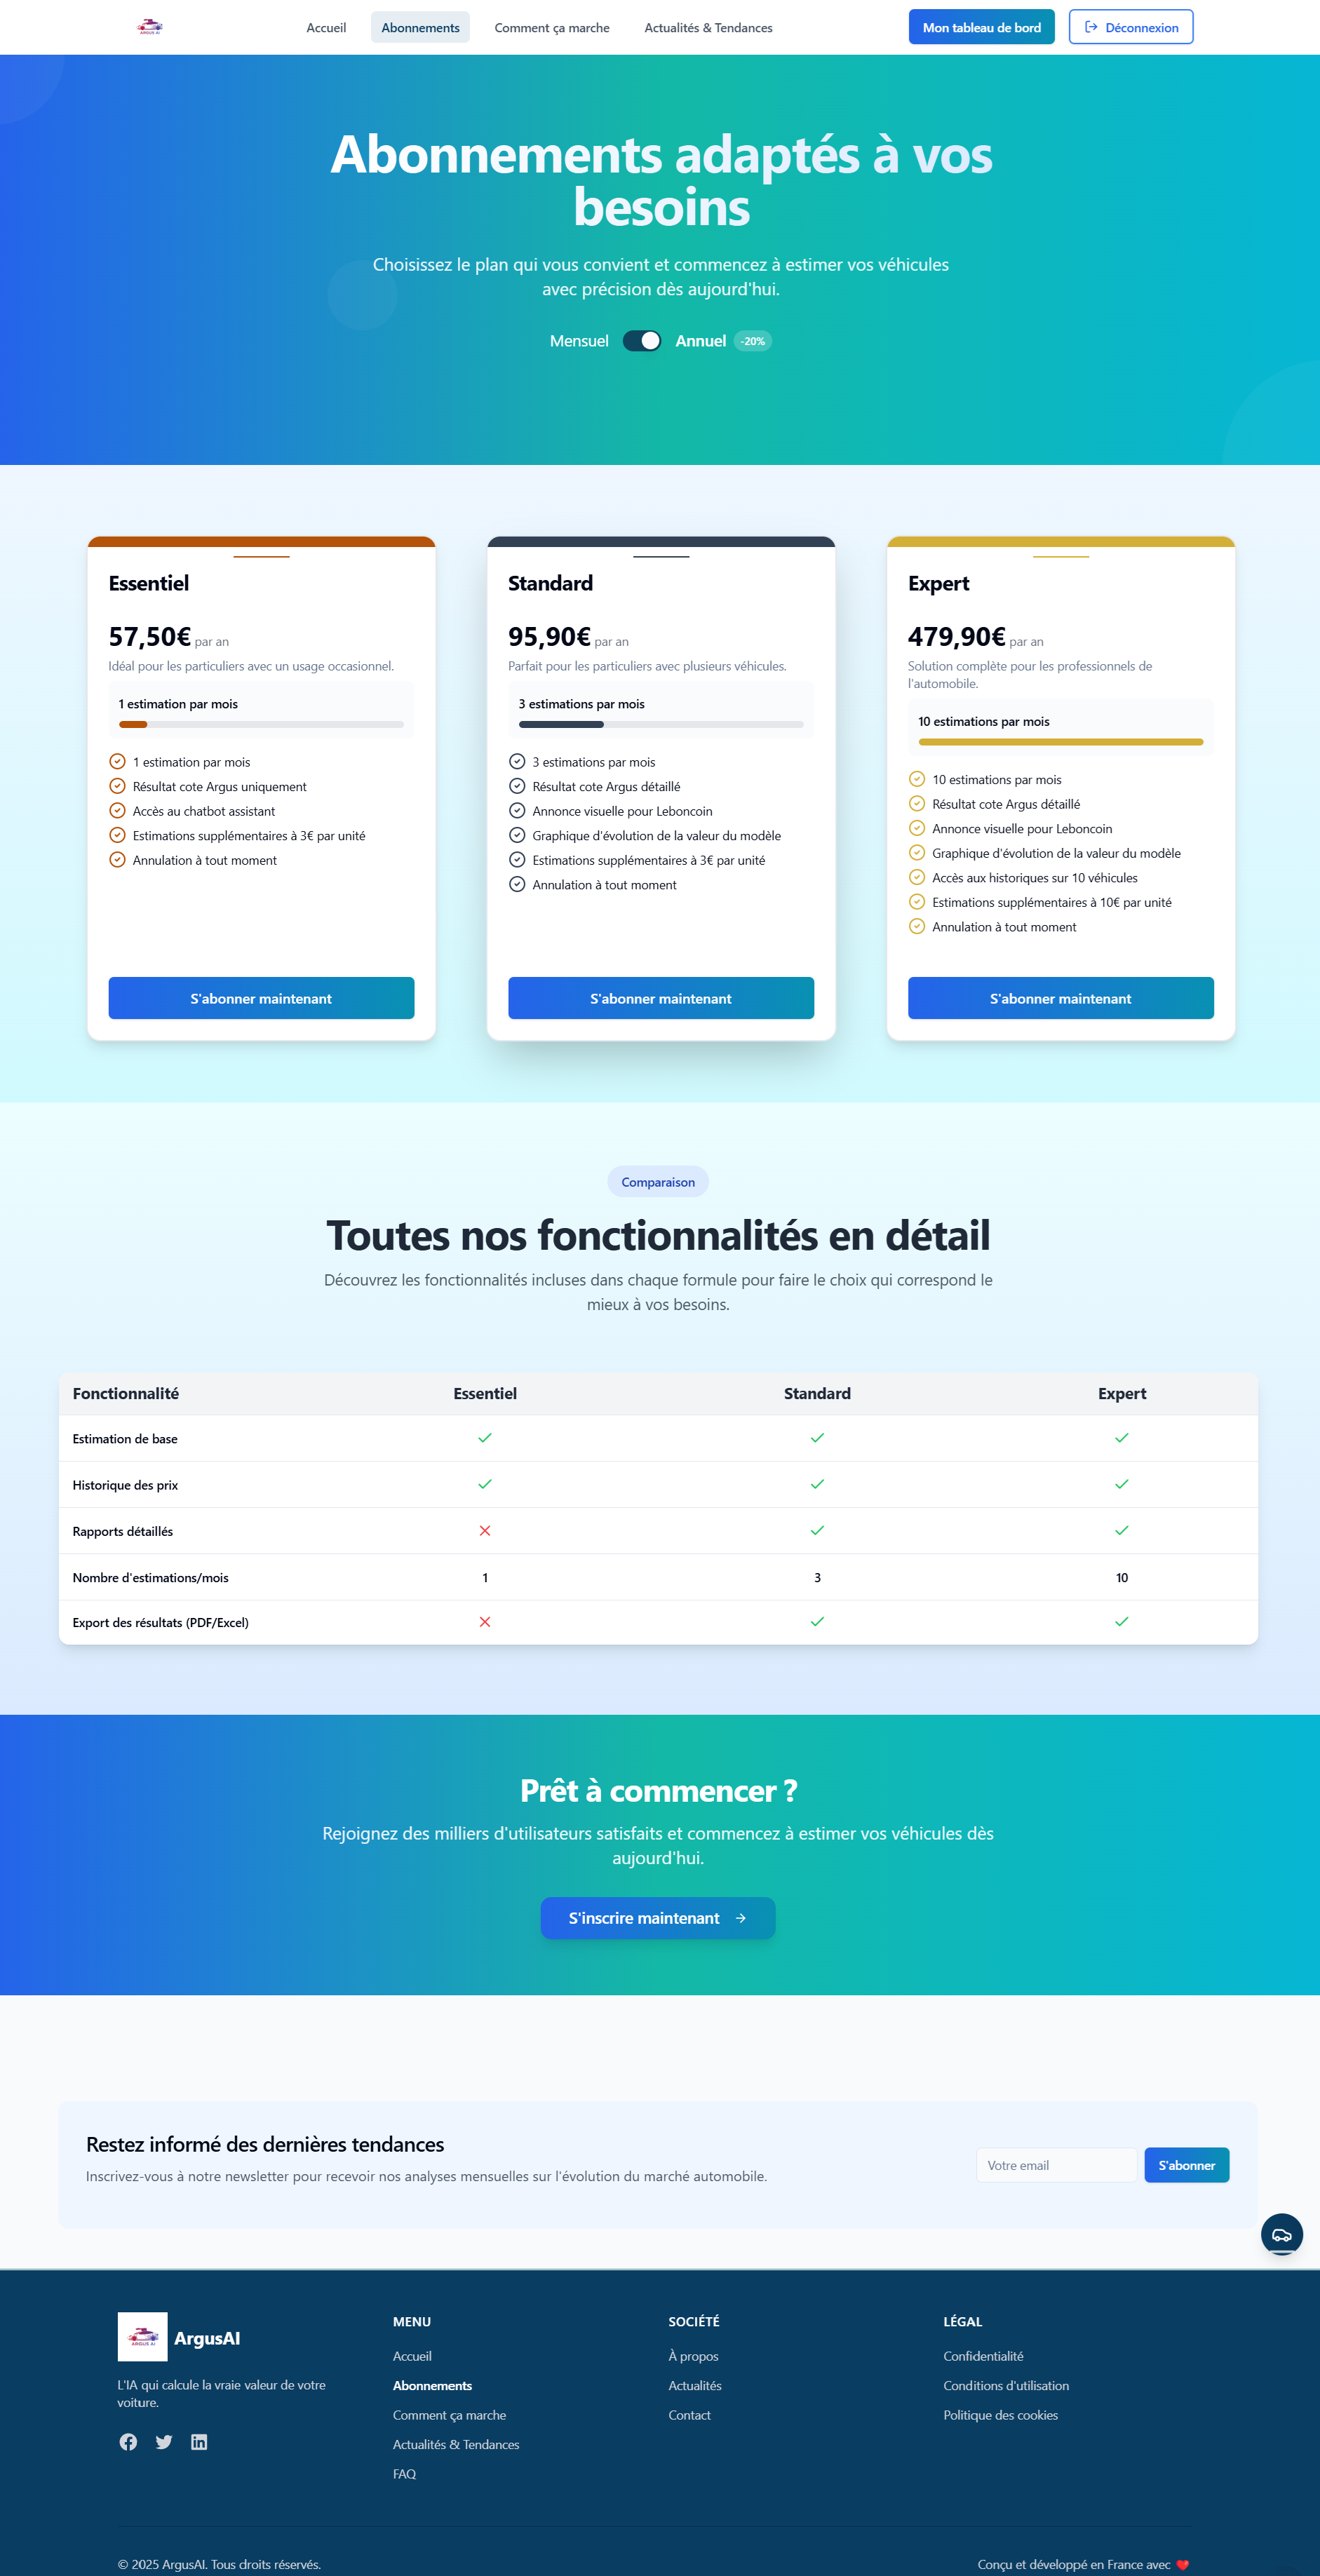 ARGUS AI
Accueil
Abonnements
Comment ça marche
Actualités & Tendances
Mon tableau de bord
Déconnexion
Abonnements adaptés à vos
besoins
Choisissez le plan qui vous convient et commencez à estimer vos véhicules
avec précision dès aujourd'hui.
Mensuel
Annuel
-20%
Essentiel
57,50€ par an
Idéal pour les particuliers avec un usage occasionnel.
1 estimation par mois
1 estimation par mois
Résultat cote Argus uniquement
Accès au chatbot assistant
Estimations supplémentaires à 3€ par unité
Annulation à tout moment
S'abonner maintenant
Standard
95,90€ par an
Parfait pour les particuliers avec plusieurs véhicules.
3 estimations par mois
3 estimations par mois
Résultat cote Argus détaillé
Annonce visuelle pour Leboncoin
Graphique d'évolution de la valeur du modèle
Estimations supplémentaires à 3€ par unité
Annulation à tout moment
S'abonner maintenant
Expert
479,90€ par an
Solution complète pour les professionnels de
l'automobile.
10 estimations par mois
10 estimations par mois
Résultat cote Argus détaillé
Annonce visuelle pour Leboncoin
Graphique d'évolution de la valeur du modèle
Accès aux historiques sur 10 véhicules
Estimations supplémentaires à 10€ par unité
Annulation à tout moment
S'abonner maintenant
Comparaison
Toutes nos fonctionnalités en détail
Découvrez les fonctionnalités incluses dans chaque formule pour faire le choix qui correspond le
mieux à vos besoins.
Fonctionnalité Essentiel Standard Expert
Estimation de base
Historique des prix
Rapports détaillés
Nombre d'estimations/mois 1 3 10
Export des résultats (PDF/Excel)
Prêt à commencer ?
Rejoignez des milliers d'utilisateurs satisfaits et commencez à estimer vos véhicules dès
aujourd'hui.
S'inscrire maintenant
Restez informé des dernières tendances
Inscrivez-vous à notre newsletter pour recevoir nos analyses mensuelles sur l'évolution du marché automobile.
Votre email
S'abonner
ARGUS AI
ArgusAI
L'IA qui calcule la vraie valeur de votre
voiture.
MENU
Accueil
Abonnements
Comment ça marche
Actualités & Tendances
FAQ
SOCIÉTÉ
À propos
Actualités
Contact
LÉGAL
Confidentialité
Conditions d'utilisation
Politique des cookies
© 2025 ArgusAI. Tous droits réservés.
Conçu et développé en France avec ❤️